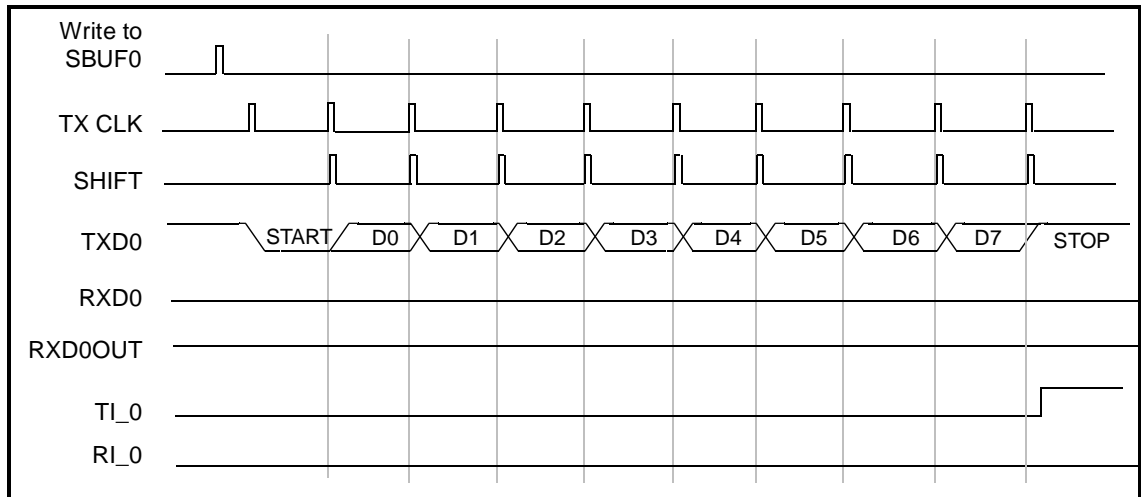 Write to
SBUF0
TX CLK
SHIFT
TXD0 START D0 D1 D2 D3 D4 D5 D6 D7 STOP
RXD0
RXD0OUT
TI_0
RI_0